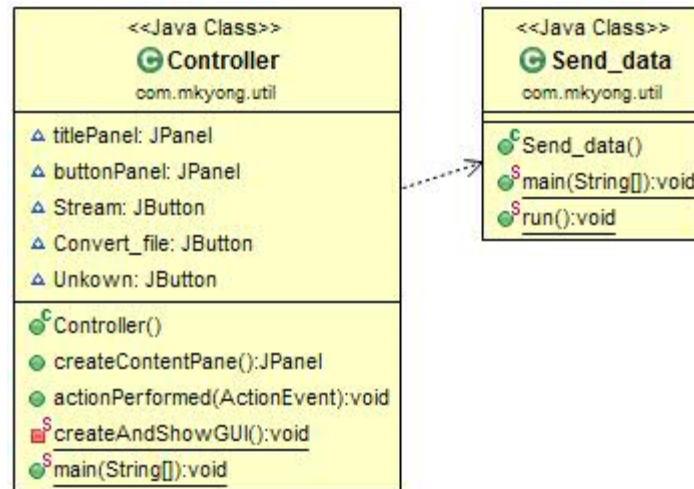 <<Java Class>>
Controller
com.mkyong.util
titlePanel: JPanel
buttonPanel: JPanel
Stream: JButton
Convert_file: JButton
Unkown: JButton
Controller()
createContentPane():JPanel
actionPerformed(ActionEvent):void
createAndShowGUI():void
main(String[]):void
<<Java Class>>
Send_data
com.mkyong.util
Send_data()
main(String[]):void
run():void